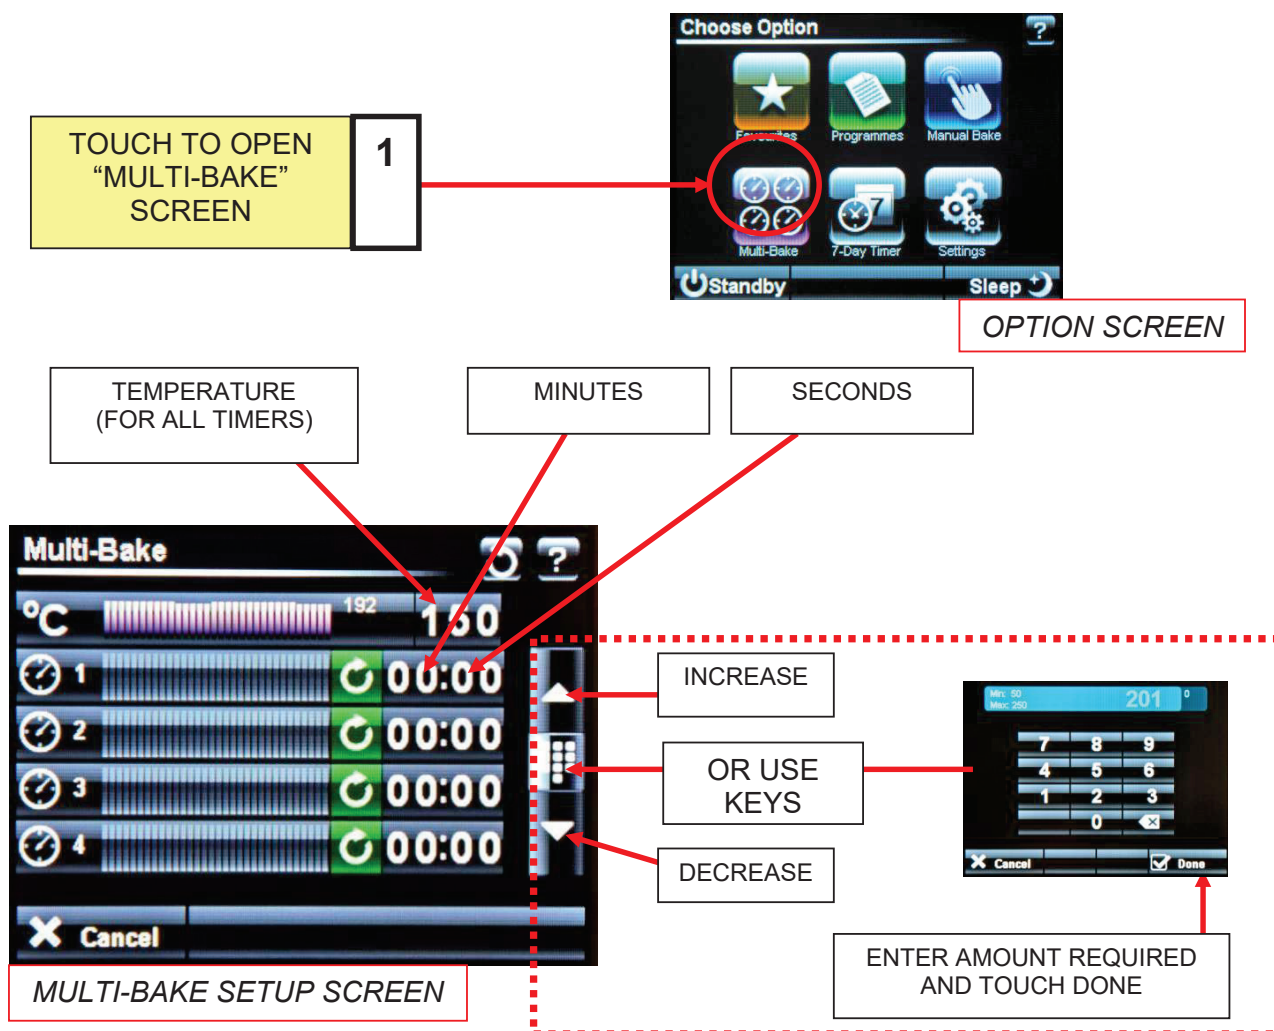 Choose Option
?
TOUCH TO OPEN
“MULTI-BAKE”
SCREEN
1
Favourites
Programmes
Manual Bake
7
Multi-Bake
7-Day Timer
Settings
Standby
Sleep
OPTION SCREEN
TEMPERATURE
(FOR ALL TIMERS)
MINUTES
SECONDS
Multi-Bake
?
°C
192
150
1
00:00
2
00:00
3
00:00
4
00:00
Cancel
MULTI-BAKE SETUP SCREEN
INCREASE
OR USE
KEYS
DECREASE
Min: 50
Max: 250
201
0
7 8 9
4 5 6
1 2 3
0
Cancel
Done
ENTER AMOUNT REQUIRED
AND TOUCH DONE